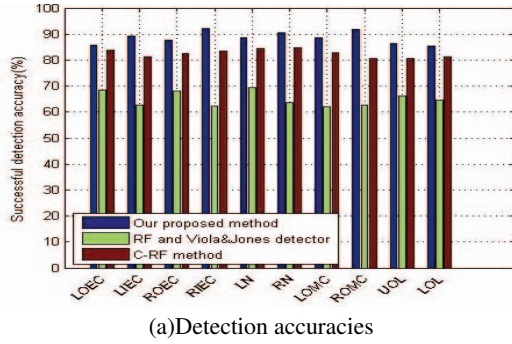 100
90
80
70
60
50
40
30
20
10
0
Successful detection accuracy(%)
Our proposed method
RF and Viola&Jones detector
C-RF method
LOEC
LIEC
ROEC
RIEC
LN
RN
LOMC
ROMC
UOL
LOL
(a)Detection accuracies